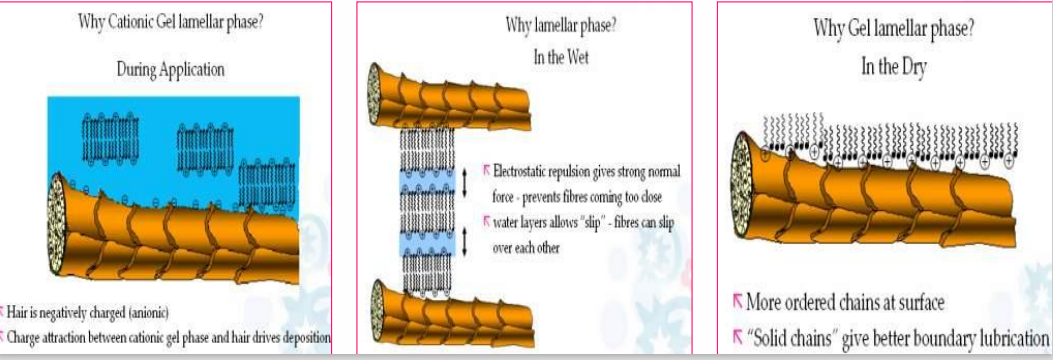 Why Cationic Gel lamellar phase?
During Application
Hair is negatively charged (anionic)
Charge attraction between cationic gel phase and hair drives deposition
Why lamellar phase?
In the Wet
Electrostatic repulsion gives strong normal
force - prevents fibres coming too close
water layers allows "slip" - fibres can slip
over each other
Why Gel lamellar phase?
In the Dry
More ordered chains at surface
"Solid chains" give better boundary lubrication